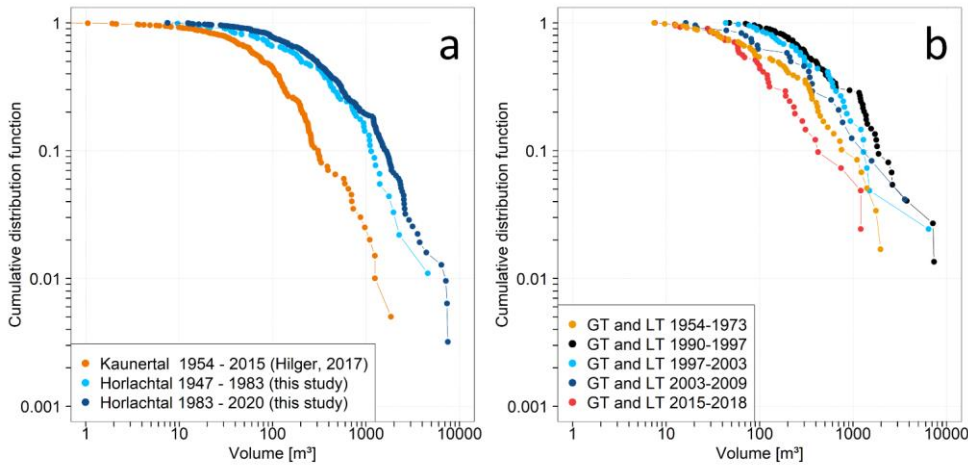 a
Cumulative distribution function
1
0.1
0.01
0.001
Kaunertal 1954 - 2015 (Hilger, 2017)
Horlachtal 1947 - 1983 (this study)
Horlachtal 1983 - 2020 (this study)
1 10 100 1000 10000
Volume [m³]
b
Cumulative distribution function
1
0.1
0.01
0.001
GT and LT 1954-1973
GT and LT 1990-1997
GT and LT 1997-2003
GT and LT 2003-2009
GT and LT 2015-2018
1 10 100 1000 10000
Volume [m³]